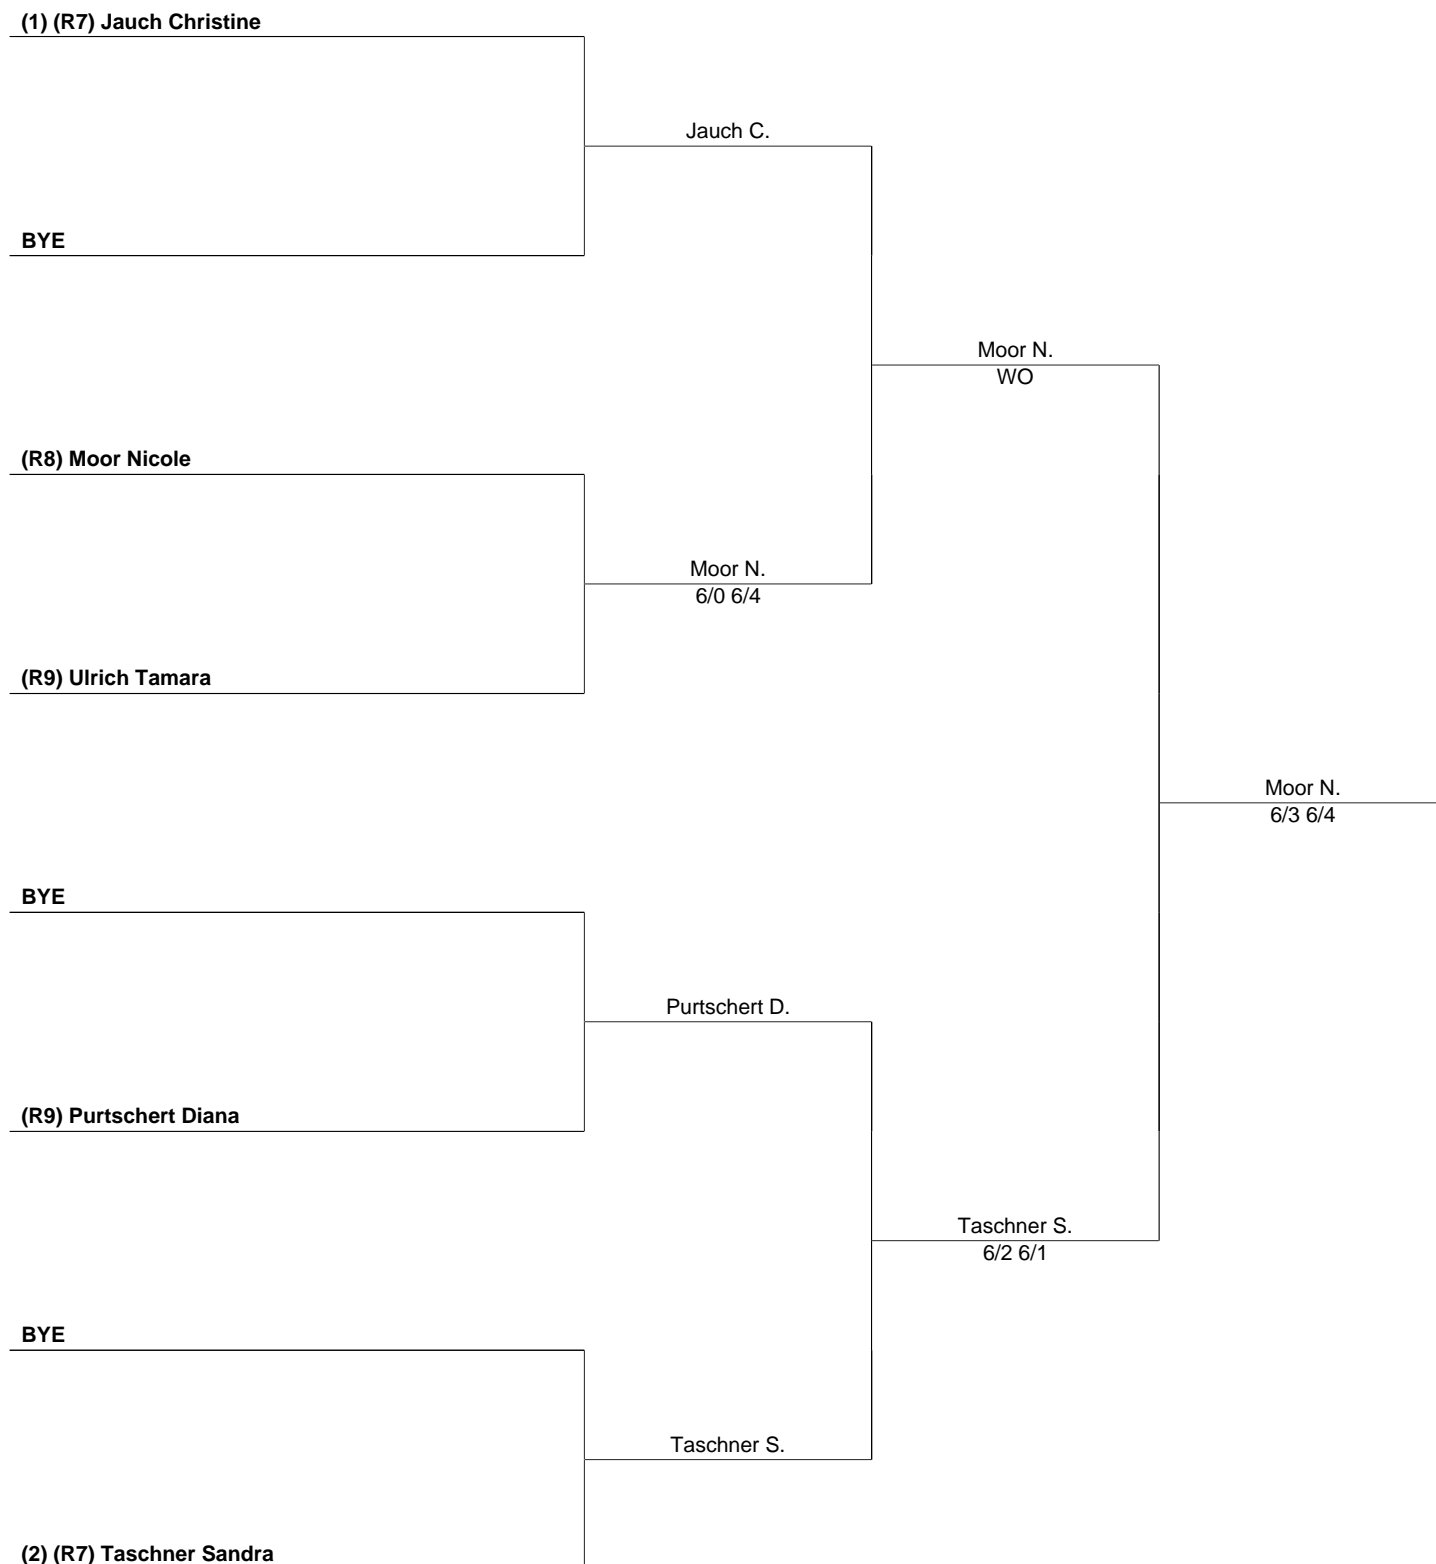 (1) (R7) Jauch Christine
Jauch C.
BYE
Moor N.
WO
(R8) Moor Nicole
Moor N.
6/0 6/4
(R9) Ulrich Tamara
Moor N.
6/3 6/4
BYE
Purtschert D.
(R9) Purtschert Diana
Taschner S.
6/2 6/1
BYE
Taschner S.
(2) (R7) Taschner Sandra